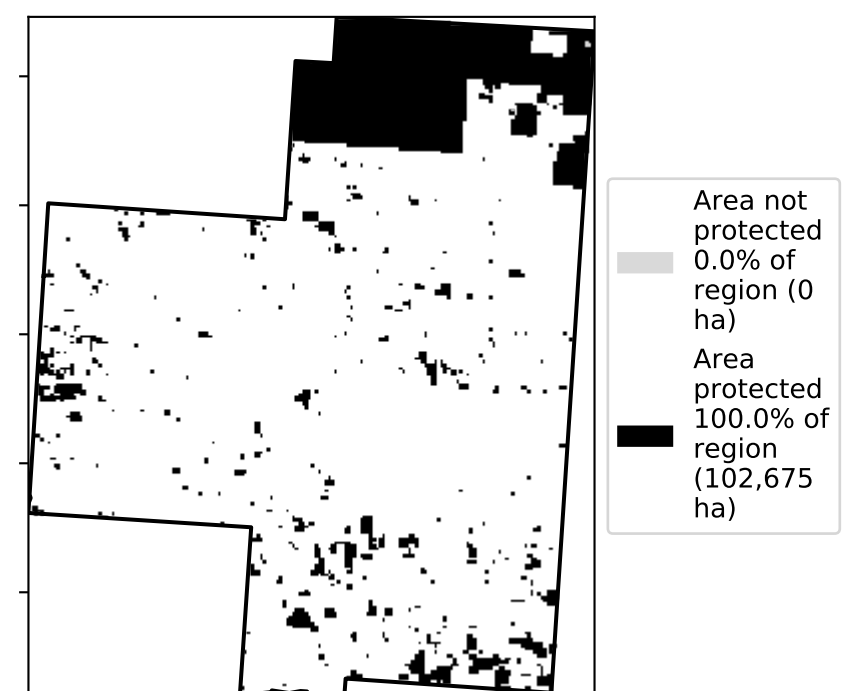 Area not
protected
0.0% of
region (0
ha)
Area
protected
100.0% of
region
(102,675
ha)